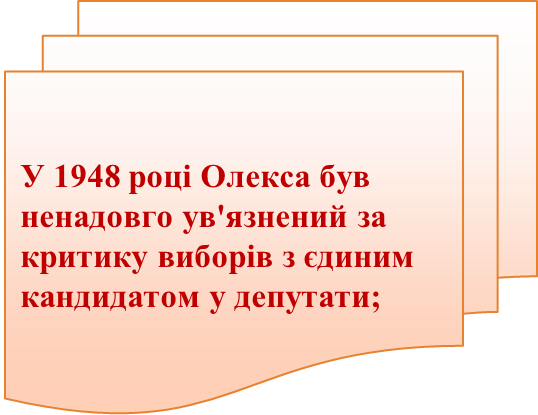 У 1948 році Олекса був
ненадовго ув'язнений за
критику виборів з єдиним
кандидатом у депутати;